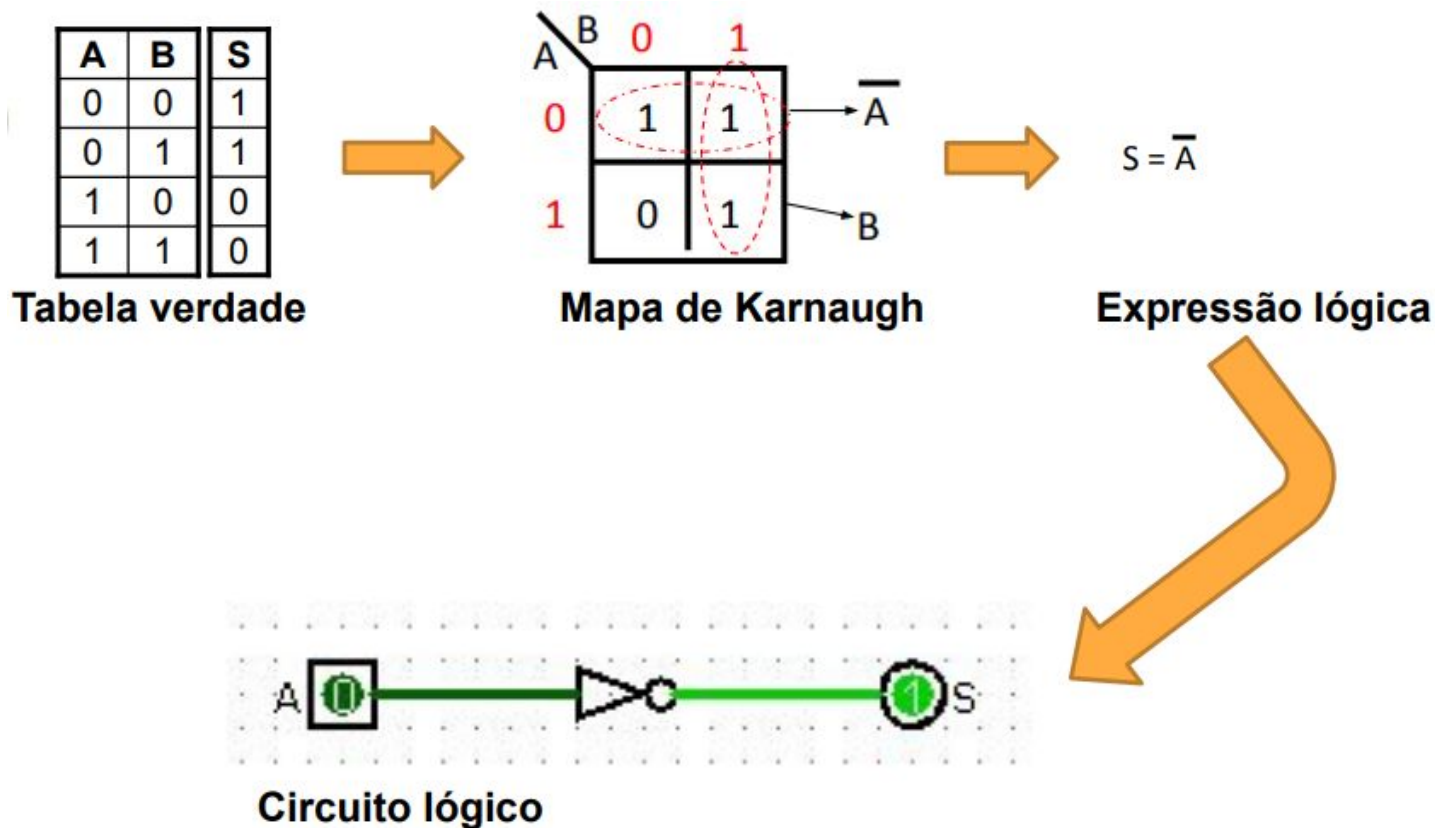 A B S
0 0 1
0 1 1
1 0 0
1 1 0
Tabela verdade
B 0 1
A
0 1 1 A̅
1 0 1 B
Mapa de Karnaugh
S = A̅
Expressão lógica
A 0 1 S
Circuito lógico